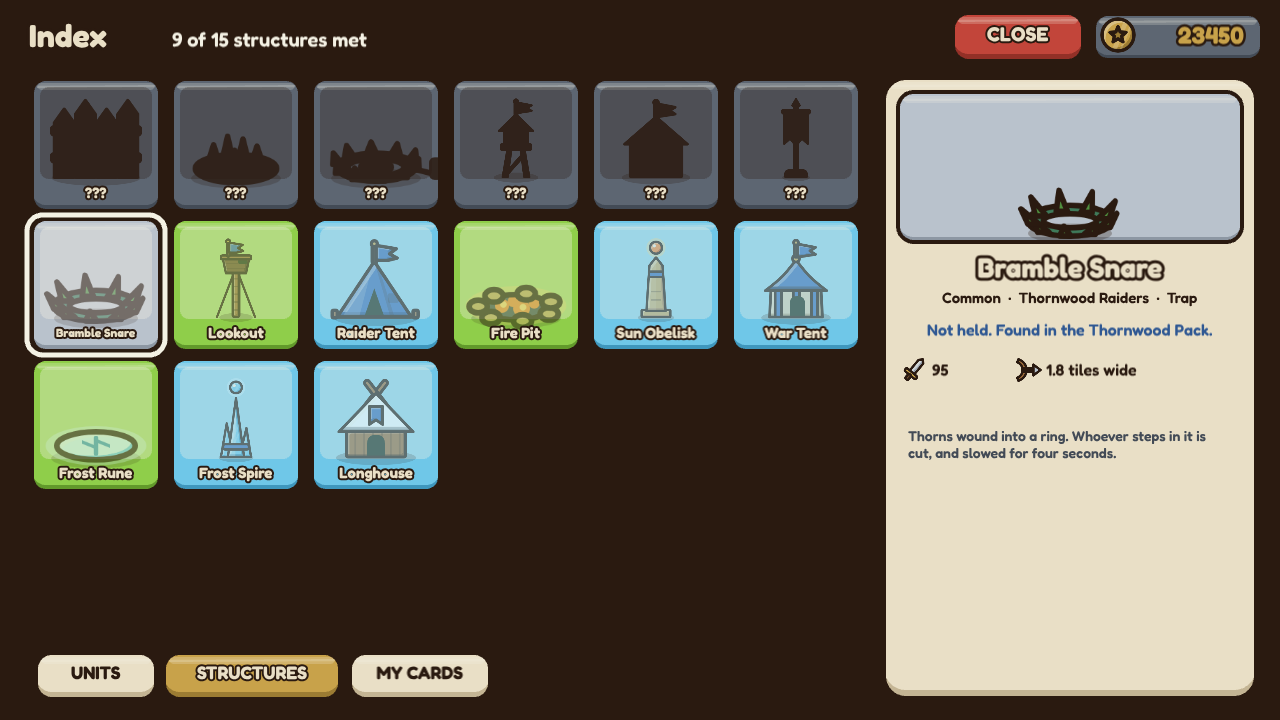 Index
9 of 15 structures met
CLOSE
23450
???
???
???
???
???
???
Bramble Snare
Lookout
Raider Tent
Fire Pit
Sun Obelisk
War Tent
Frost Rune
Frost Spire
Longhouse
Bramble Snare
Common · Thornwood Raiders · Trap
Not held. Found in the Thornwood Pack.
95
1.8 tiles wide
Thorns wound into a ring. Whoever steps in it is
cut, and slowed for four seconds.
UNITS
STRUCTURES
MY CARDS